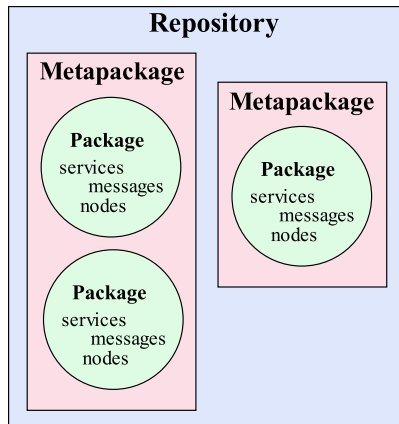 Repository
Metapackage
Package
services
messages
nodes
Package
services
messages
nodes
Metapackage
Package
services
messages
nodes